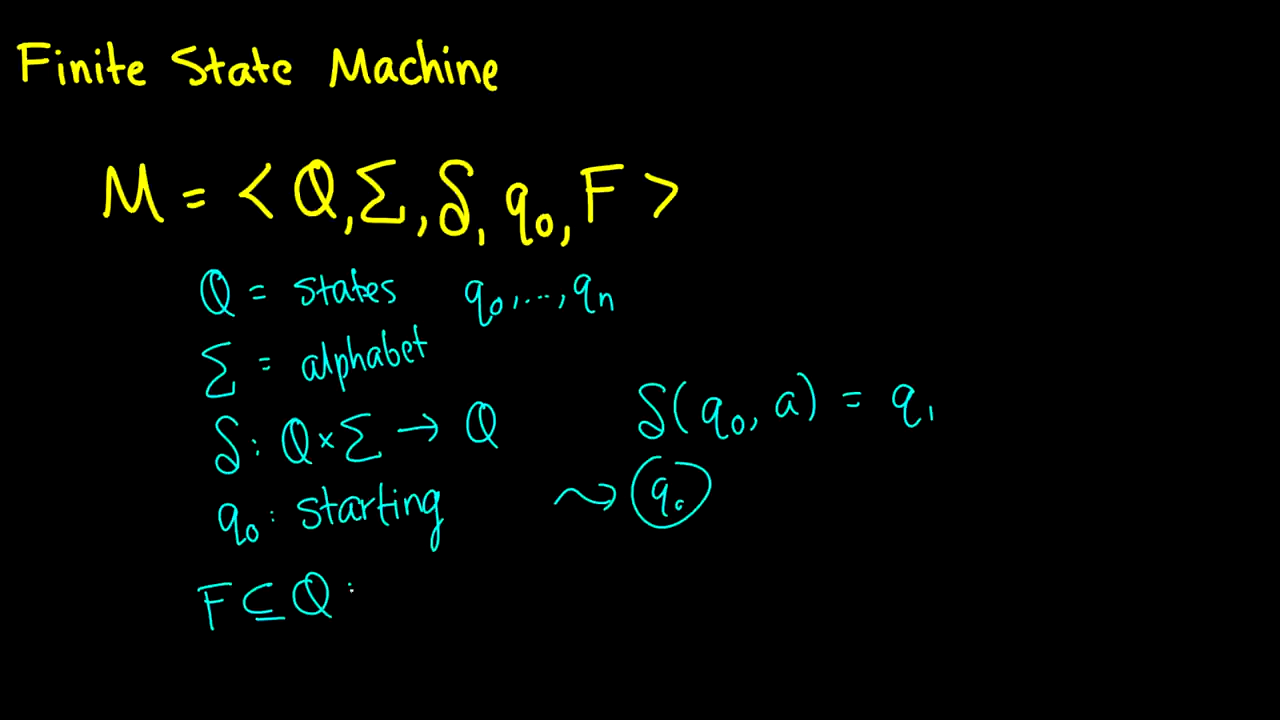 Finite State Machine
M = < Q, Σ, δ, q₀, F >
Q = states q₀, ..., qₙ
Σ = alphabet
δ : Q × Σ → Q δ(q₀, a) = q₁
q₀ : starting ⤳ q₀
F ⊆ Q :